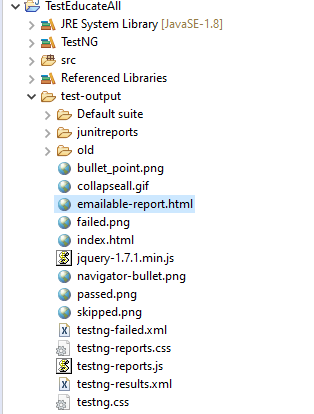 TestEducateAll
JRE System Library [JavaSE-1.8]
TestNG
src
Referenced Libraries
test-output
Default suite
junitreports
old
bullet_point.png
collapseall.gif
emailable-report.html
failed.png
index.html
jquery-1.7.1.min.js
navigator-bullet.png
passed.png
skipped.png
testng-failed.xml
testng-reports.css
testng-reports.js
testng-results.xml
testng.css